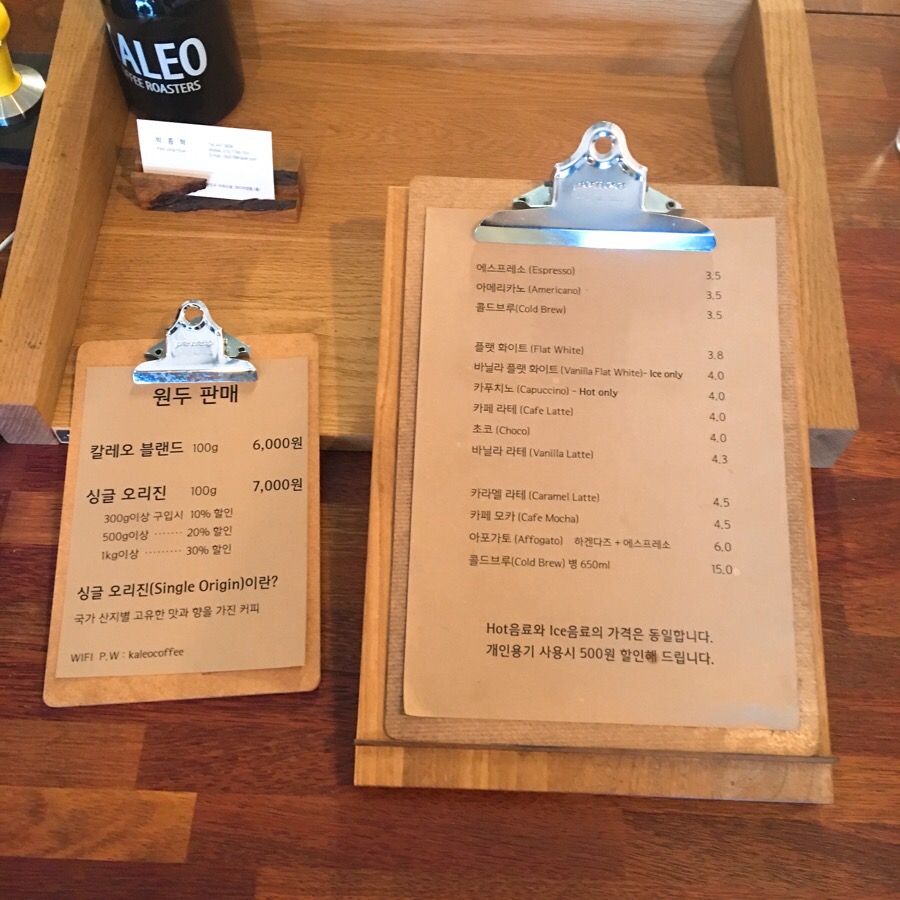 ALEO
FEE ROASTERS
원두 판매
칼레오 블랜드 100g 6,000원
싱글 오리진 100g 7,000원
300g이상 구입시 10% 할인
500g이상 ········ 20% 할인
1kg이상 ·········· 30% 할인
싱글 오리진(Single Origin)이란?
국가 산지별 고유한 맛과 향을 가진 커피
WIFI P.W : kaleocoffee
에스프레소 (Espresso) 3.5
아메리카노 (Americano) 3.5
콜드브루(Cold Brew) 3.5
플랫 화이트 (Flat White) 3.8
바닐라 플랫 화이트 (Vanilla Flat White)- Ice only 4.0
카푸치노 (Capuccino) - Hot only 4.0
카페 라테 (Cafe Latte) 4.0
초코 (Choco) 4.0
바닐라 라테 (Vanilla Latte) 4.3
카라멜 라테 (Caramel Latte) 4.5
카페 모카 (Cafe Mocha) 4.5
아포가토 (Affogato) 하겐다즈 + 에스프레소 6.0
콜드브루(Cold Brew) 병 650ml 15.0
Hot음료와 Ice음료의 가격은 동일합니다.
개인용기 사용시 500원 할인해 드립니다.